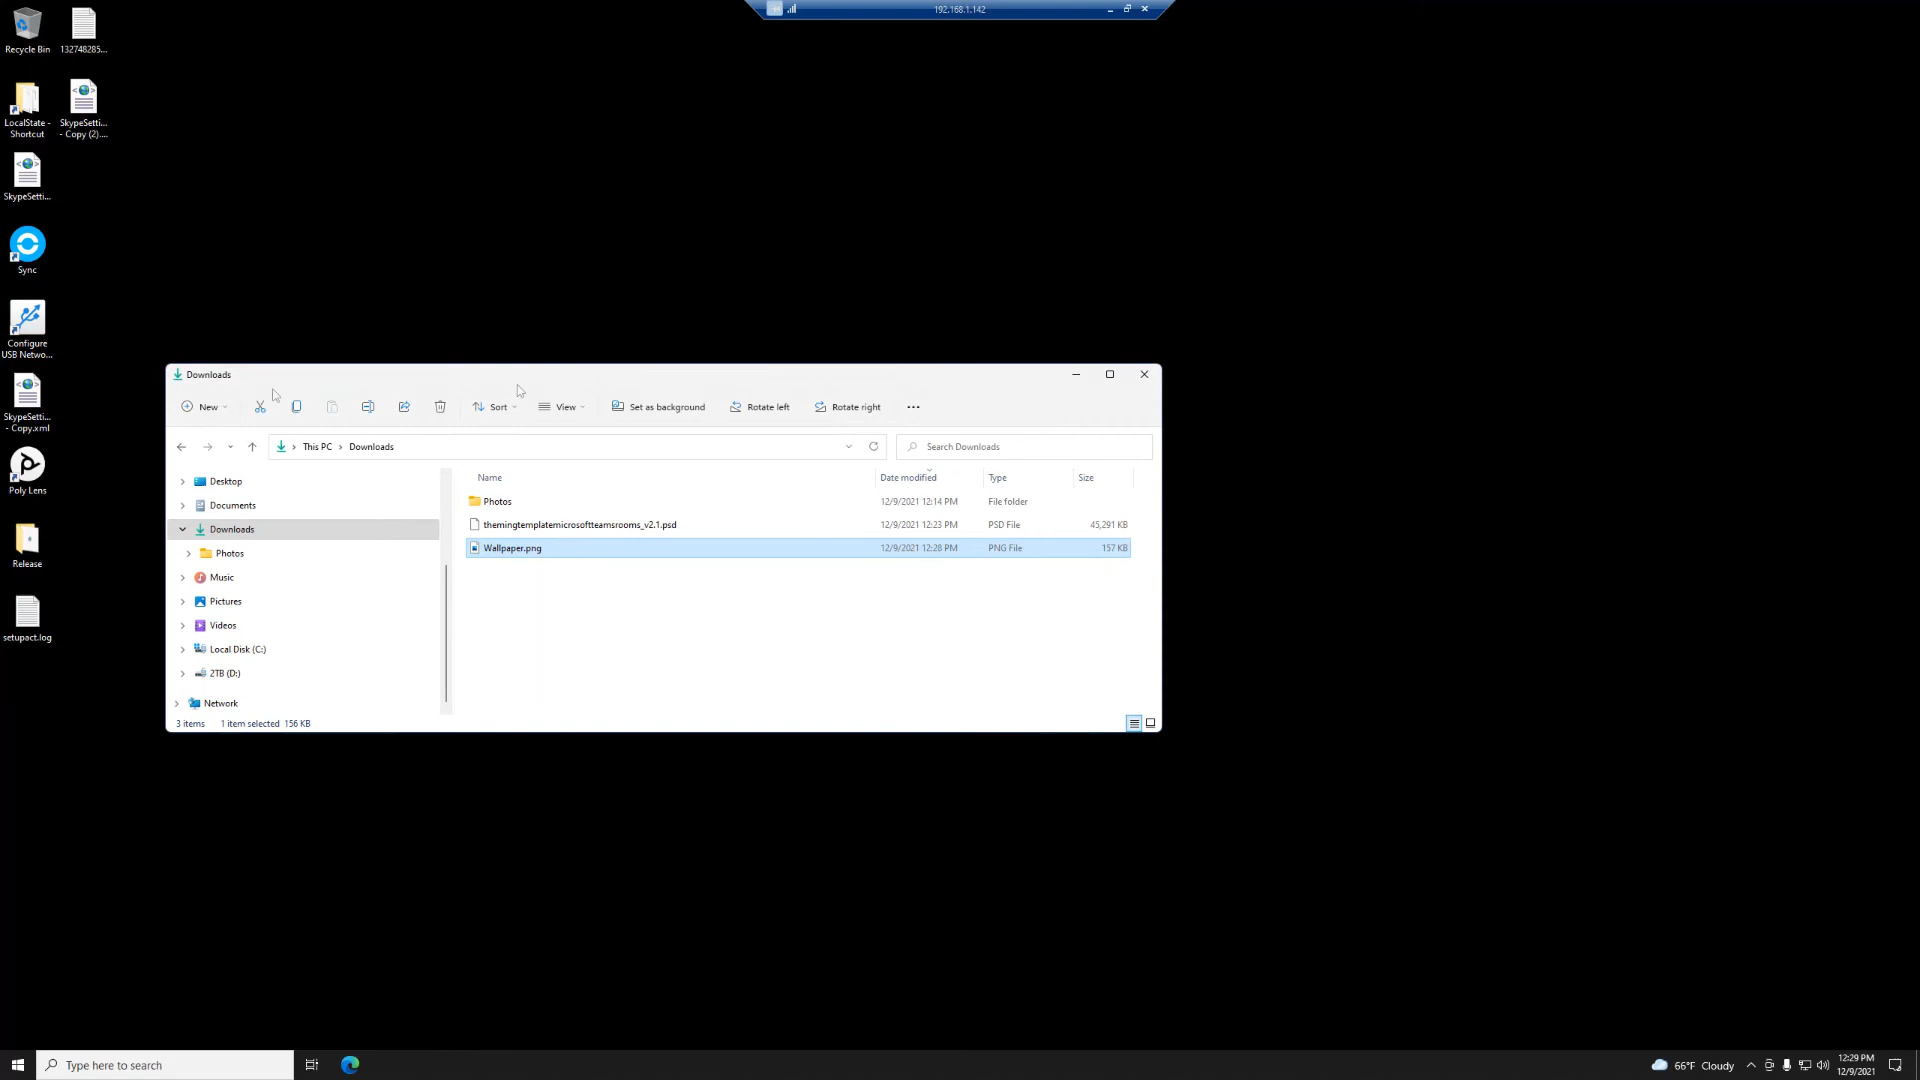 192.168.1.142
Recycle Bin
132748285...
LocalState -
Shortcut
SkypeSetti...
- Copy (2)....
SkypeSetti...
Sync
Configure
USB Netwo...
SkypeSetti...
- Copy.xml
Poly Lens
Release
setupact.log
Downloads
New
Sort
View
Set as background
Rotate left
Rotate right
This PC > Downloads
Search Downloads
Name Date modified Type Size
Photos 12/9/2021 12:14 PM File folder
themingtemplatemicrosoftteamsrooms_v2.1.psd 12/9/2021 12:23 PM PSD File 45,291 KB
Wallpaper.png 12/9/2021 12:28 PM PNG File 157 KB
Desktop
Documents
Downloads
Photos
Music
Pictures
Videos
Local Disk (C:)
2TB (D:)
Network
3 items 1 item selected 156 KB
Type here to search
66°F Cloudy
12:29 PM
12/9/2021